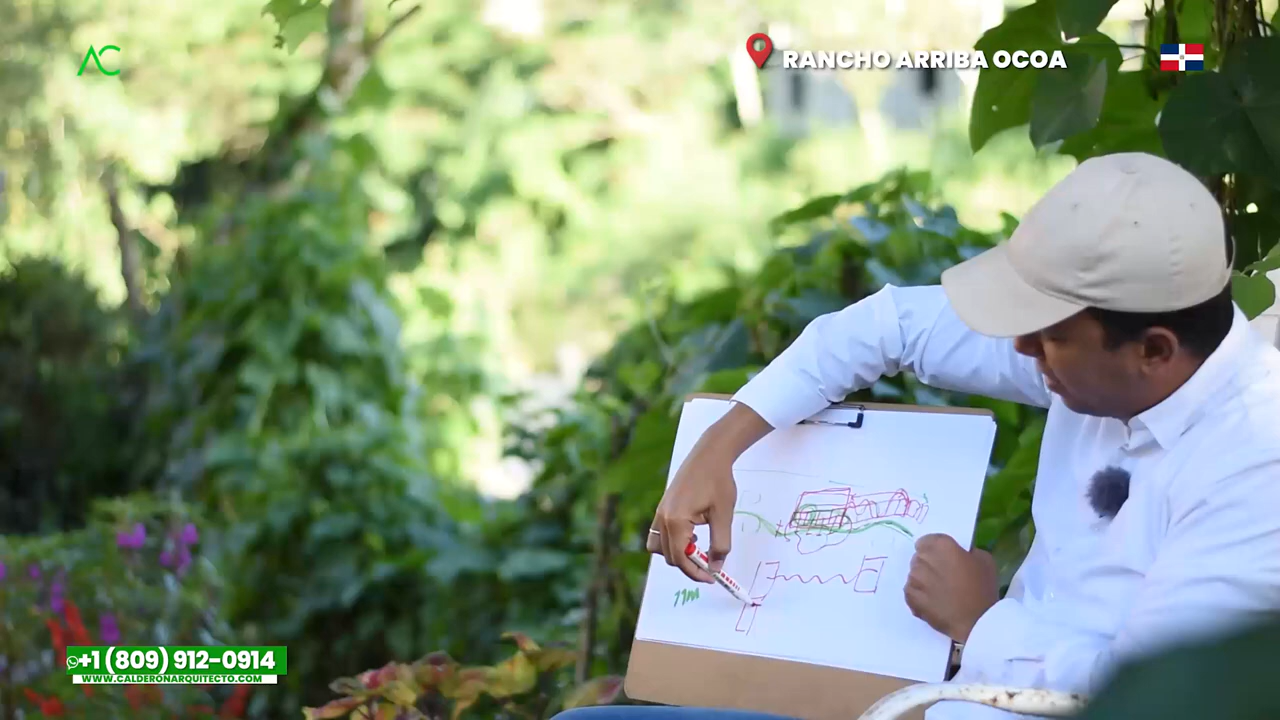 AC
RANCHO ARRIBA OCOA
11M
+1 (809) 912-0914
WWW.CALDERONARQUITECTO.COM